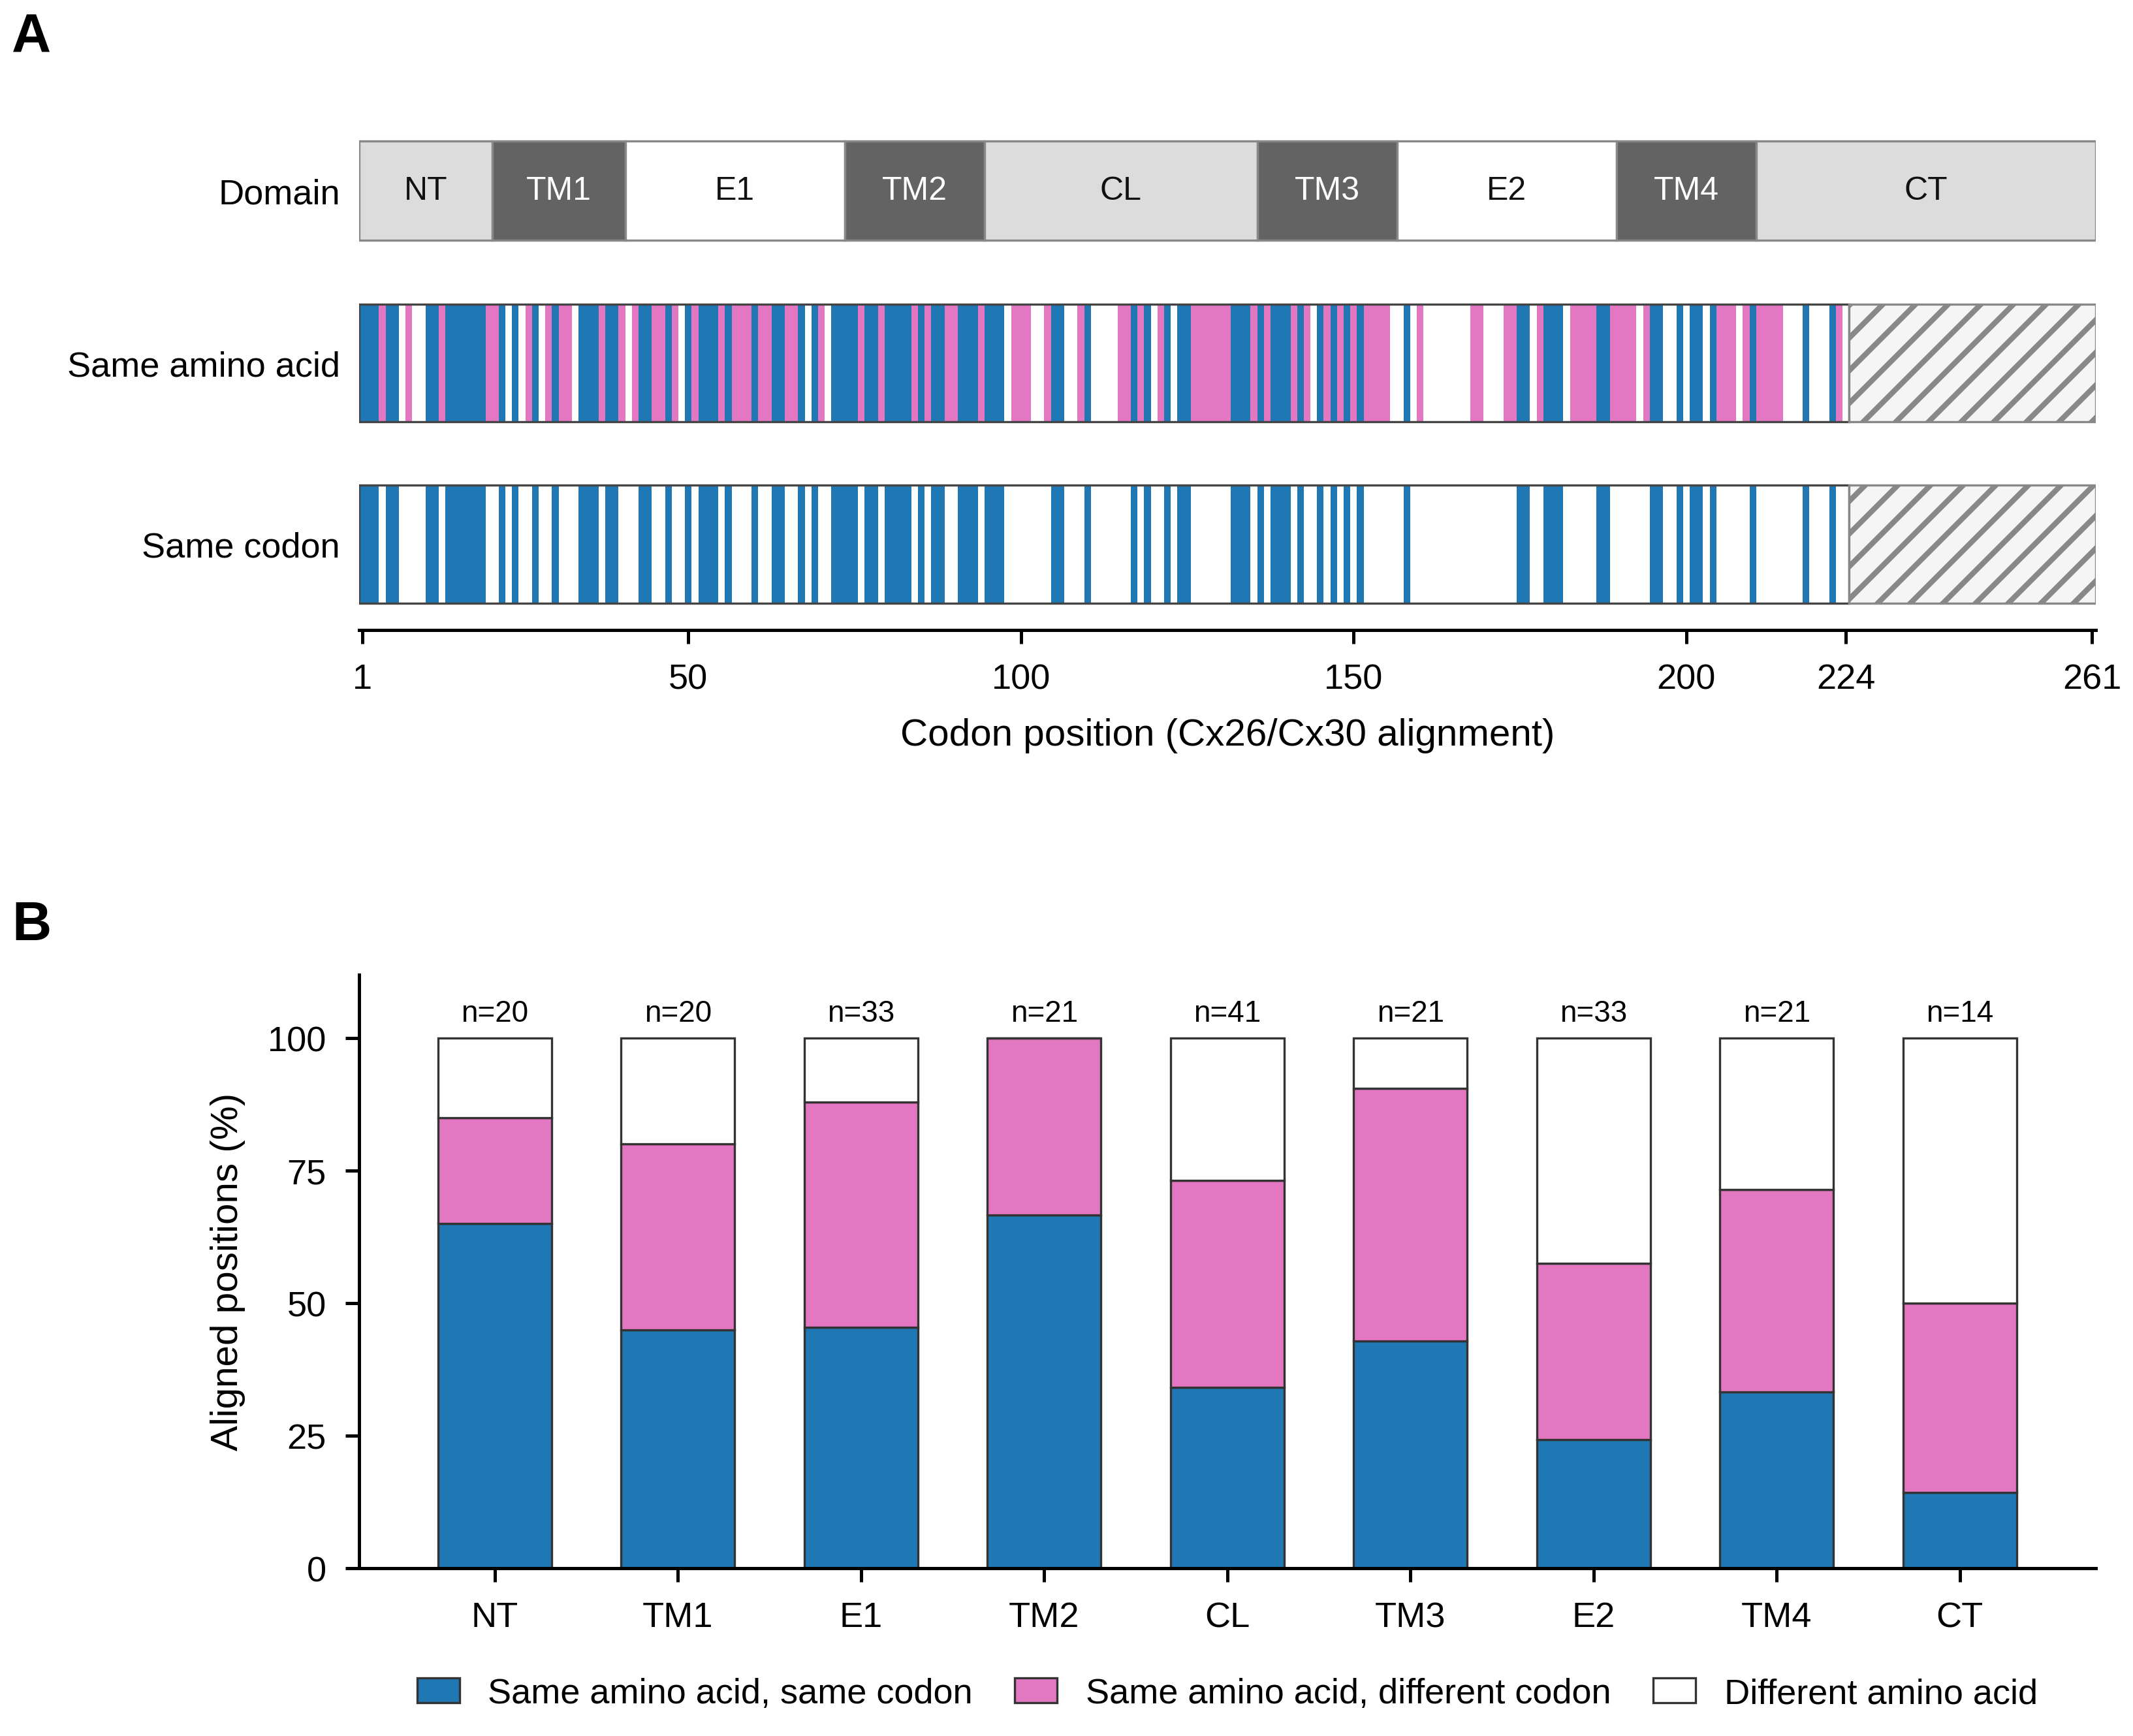 A
Domain NT TM1 E1 TM2 CL TM3 E2 TM4 CT
Same amino acid
Same codon
1 50 100 150 200 224 261
Codon position (Cx26/Cx30 alignment)
B
n=20 n=20 n=33 n=21 n=41 n=21 n=33 n=21 n=14
100
75
50
25
0
Aligned positions (%)
NT TM1 E1 TM2 CL TM3 E2 TM4 CT
Same amino acid, same codon Same amino acid, different codon Different amino acid